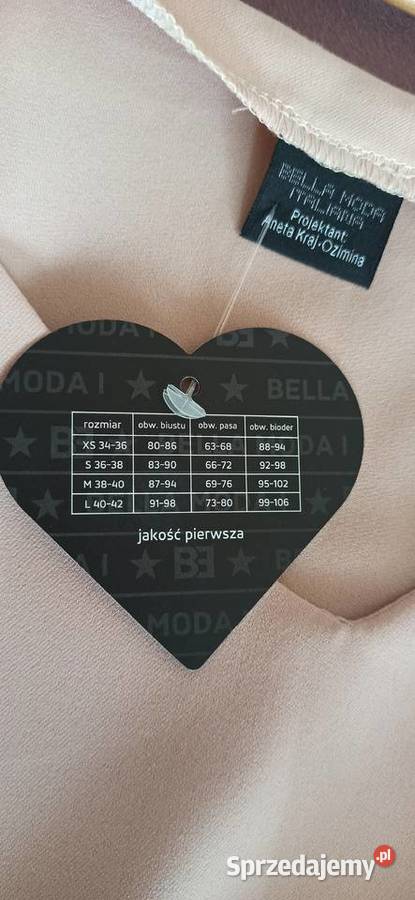 BELLA MODA
ITALIANA
Projektant:
Aneta Kraj-Ozimina
MODA I
BELLA
MODA I
rozmiar obw. biustu obw. pasa obw. bioder
XS 34-36 80-86 63-68 88-94
S 36-38 83-90 66-72 92-98
M 38-40 87-94 69-76 95-102
L 40-42 91-98 73-80 99-106
jakość pierwsza
MODA
Sprzedajemy.pl